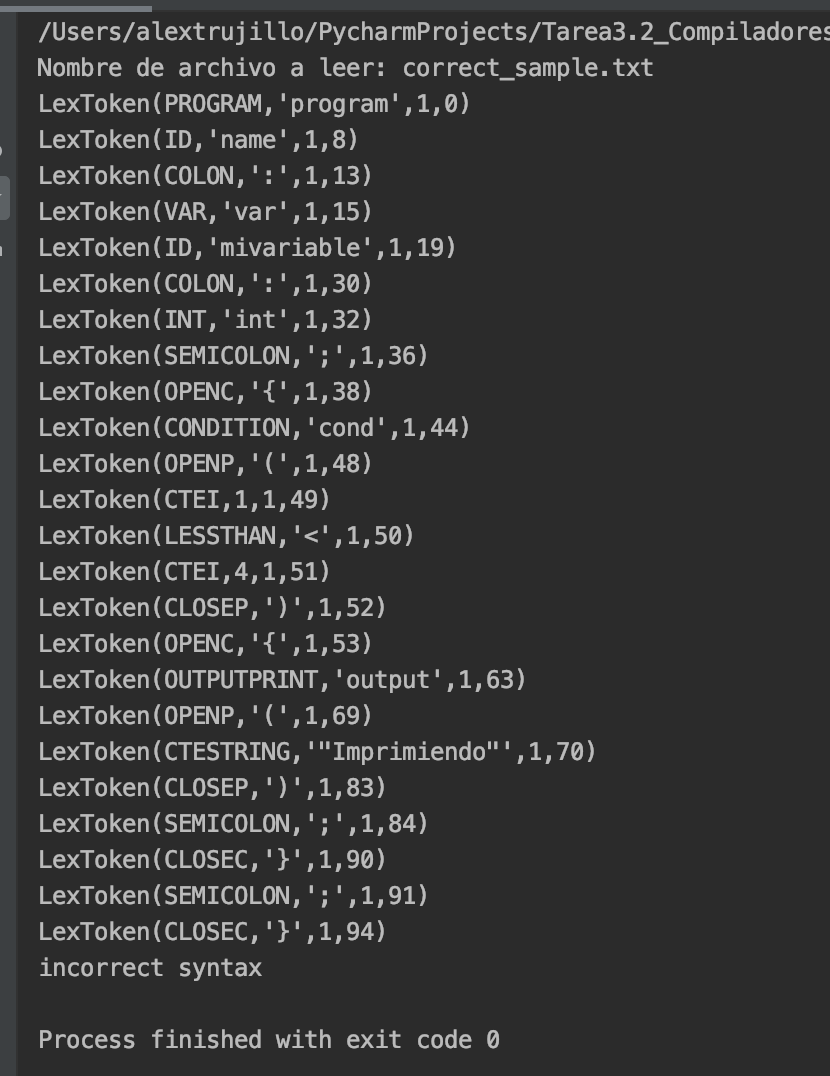 /Users/alextrujillo/PycharmProjects/Tarea3.2_Compiladores
Nombre de archivo a leer: correct_sample.txt
LexToken(PROGRAM,'program',1,0)
LexToken(ID,'name',1,8)
LexToken(COLON,':',1,13)
LexToken(VAR,'var',1,15)
LexToken(ID,'mivariable',1,19)
LexToken(COLON,':',1,30)
LexToken(INT,'int',1,32)
LexToken(SEMICOLON,';',1,36)
LexToken(OPENC,'{',1,38)
LexToken(CONDITION,'cond',1,44)
LexToken(OPENP,'(',1,48)
LexToken(CTEI,1,1,49)
LexToken(LESSTHAN,'<',1,50)
LexToken(CTEI,4,1,51)
LexToken(CLOSEP,')',1,52)
LexToken(OPENC,'{',1,53)
LexToken(OUTPUTPRINT,'output',1,63)
LexToken(OPENP,'(',1,69)
LexToken(CTESTRING,'"Imprimiendo"',1,70)
LexToken(CLOSEP,')',1,83)
LexToken(SEMICOLON,';',1,84)
LexToken(CLOSEC,'}',1,90)
LexToken(SEMICOLON,';',1,91)
LexToken(CLOSEC,'}',1,94)
incorrect syntax
Process finished with exit code 0